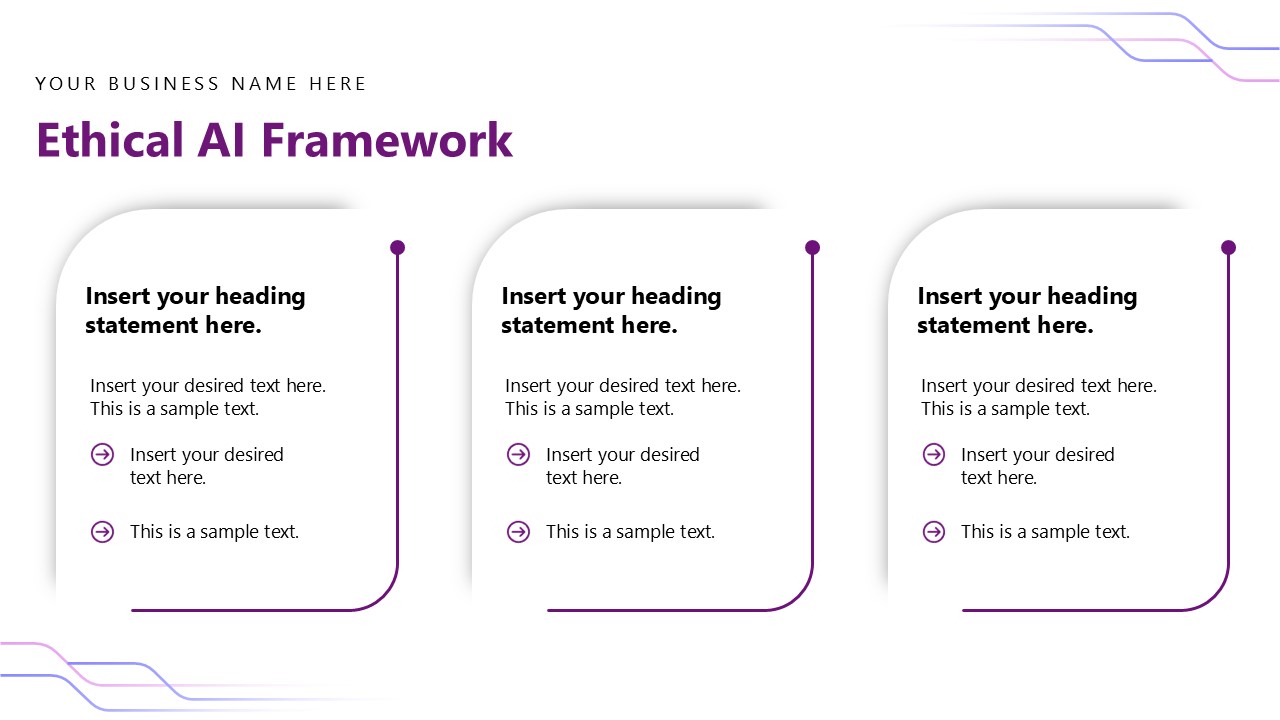 YOUR BUSINESS NAME HERE
Ethical AI Framework
Insert your heading
statement here.
Insert your desired text here.
This is a sample text.
Insert your desired
text here.
This is a sample text.
Insert your heading
statement here.
Insert your desired text here.
This is a sample text.
Insert your desired
text here.
This is a sample text.
Insert your heading
statement here.
Insert your desired text here.
This is a sample text.
Insert your desired
text here.
This is a sample text.